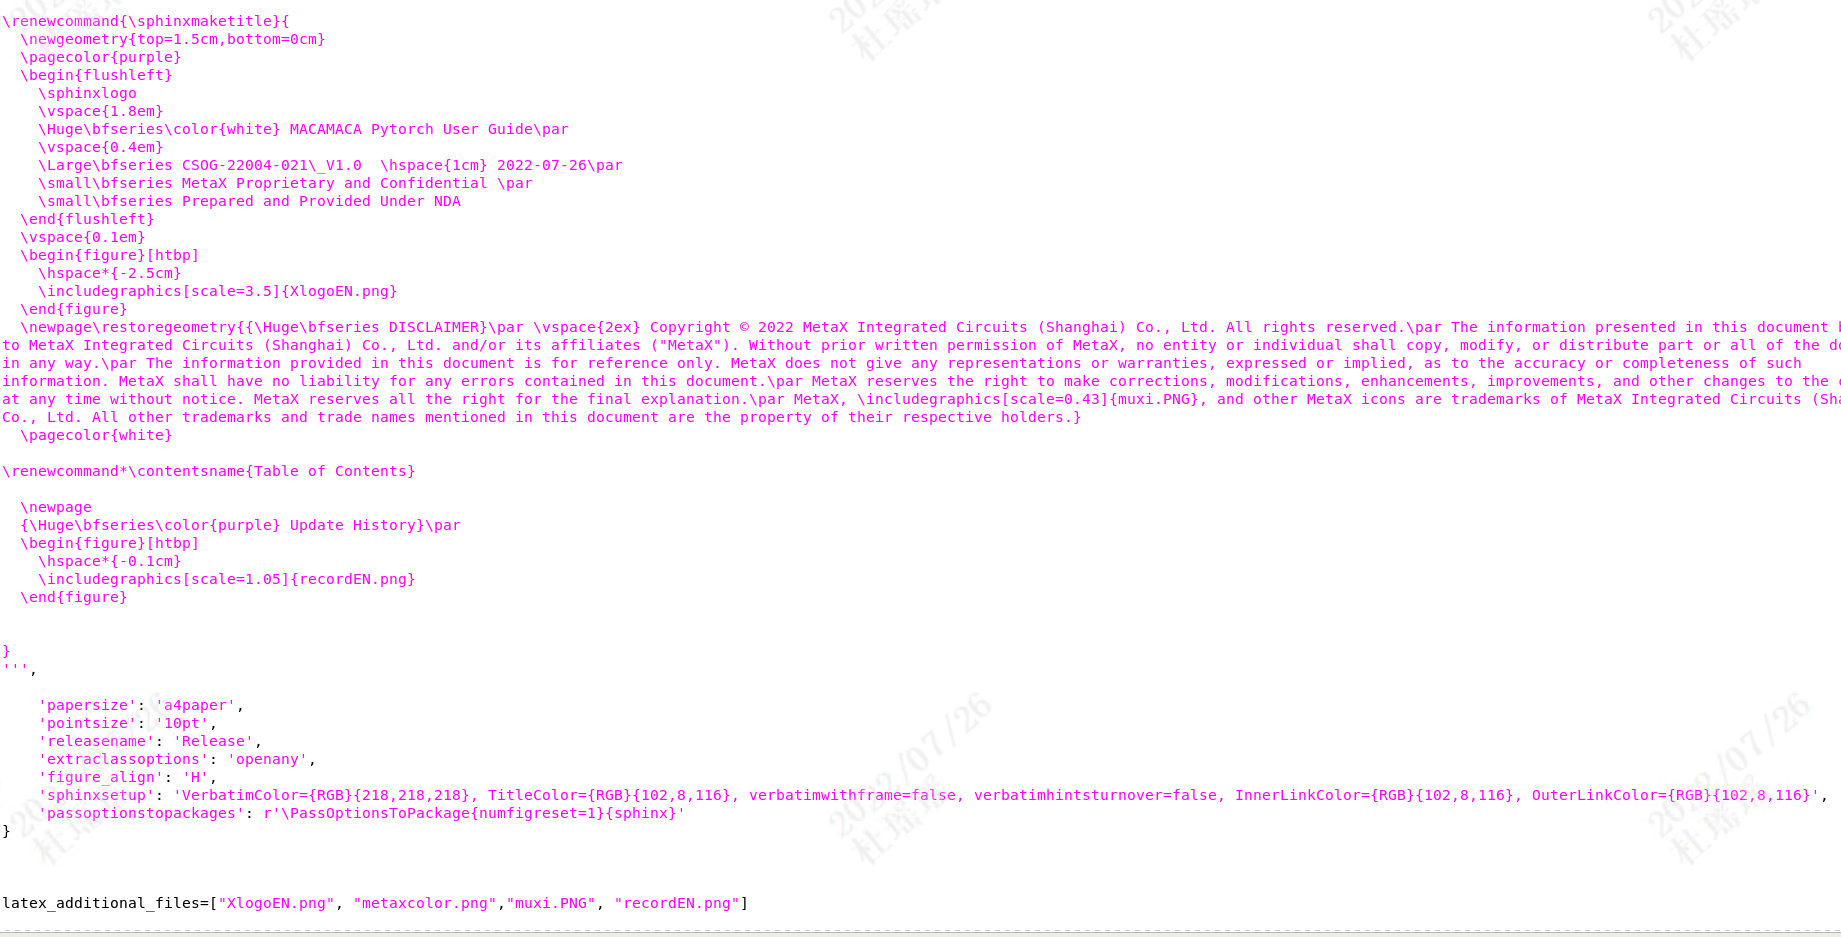 \renewcommand{\sphinxmaketitle}{
  \newgeometry{top=1.5cm,bottom=0cm}
  \pagecolor{purple}
  \begin{flushleft}
    \sphinxlogo
    \vspace{1.8em}
    \Huge\bfseries\color{white} MACAMACA Pytorch User Guide\par
    \vspace{0.4em}
    \Large\bfseries CSOG-22004-021\_V1.0  \hspace{1cm} 2022-07-26\par
    \small\bfseries MetaX Proprietary and Confidential \par
    \small\bfseries Prepared and Provided Under NDA
  \end{flushleft}
  \vspace{0.1em}
  \begin{figure}[htbp]
    \hspace*{-2.5cm}
    \includegraphics[scale=3.5]{XlogoEN.png}
  \end{figure}
  \newpage\restoregeometry{{\Huge\bfseries DISCLAIMER}\par \vspace{2ex} Copyright © 2022 MetaX Integrated Circuits (Shanghai) Co., Ltd. All rights reserved.\par The information presented in this document
to MetaX Integrated Circuits (Shanghai) Co., Ltd. and/or its affiliates ("MetaX"). Without prior written permission of MetaX, no entity or individual shall copy, modify, or distribute part or all of the
in any way.\par The information provided in this document is for reference only. MetaX does not give any representations or warranties, expressed or implied, as to the accuracy or completeness of such
information. MetaX shall have no liability for any errors contained in this document.\par MetaX reserves the right to make corrections, modifications, enhancements, improvements, and other changes to the
at any time without notice. MetaX reserves all the right for the final explanation.\par MetaX, \includegraphics[scale=0.43]{muxi.PNG}, and other MetaX icons are trademarks of MetaX Integrated Circuits
Co., Ltd. All other trademarks and trade names mentioned in this document are the property of their respective holders.}
  \pagecolor{white}
\renewcommand*\contentsname{Table of Contents}
  \newpage
  {\Huge\bfseries\color{purple} Update History}\par
  \begin{figure}[htbp]
    \hspace*{-0.1cm}
    \includegraphics[scale=1.05]{recordEN.png}
  \end{figure}
}
''',
    'papersize': 'a4paper',
    'pointsize': '10pt',
    'releasename': 'Release',
    'extraclassoptions': 'openany',
    'figure_align': 'H',
    'sphinxsetup': 'VerbatimColor={RGB}{218,218,218}, TitleColor={RGB}{102,8,116}, verbatimwithframe=false, verbatimhintsturnover=false, InnerLinkColor={RGB}{102,8,116}, OuterLinkColor={RGB}{102,8,116}',
    'passoptionstopackages': r'\PassOptionsToPackage{numfigreset=1}{sphinx}'
}
latex_additional_files=["XlogoEN.png", "metaxcolor.png","muxi.PNG", "recordEN.png"]
2022/07/26
2022/07/26